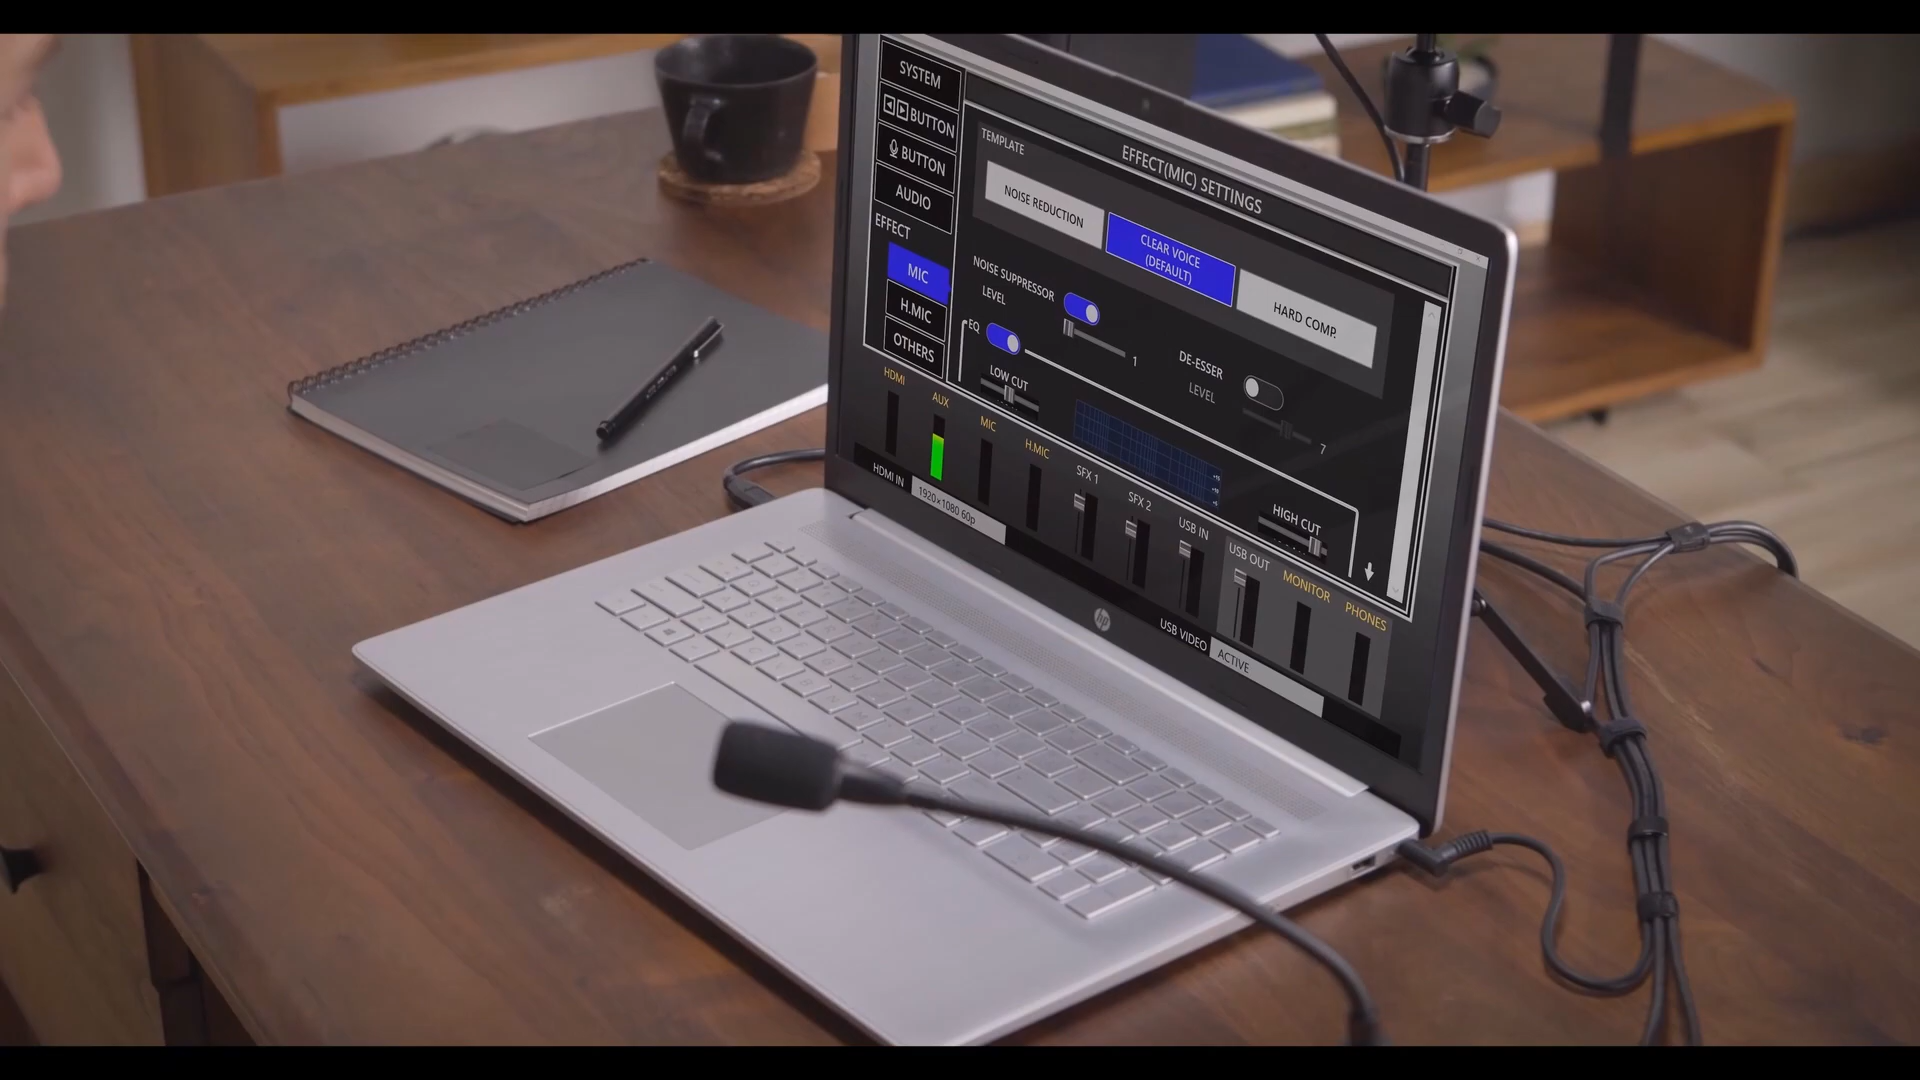 SYSTEM
BUTTON
BUTTON
AUDIO
EFFECT
MIC
H.MIC
OTHERS
EFFECT(MIC) SETTINGS
TEMPLATE
NOISE REDUCTION
CLEAR VOICE
(DEFAULT)
HARD COMP.
NOISE SUPPRESSOR
LEVEL
1
DE-ESSER
LEVEL
7
EQ
LOW CUT
HIGH CUT
HDMI
AUX
MIC
H.MIC
SFX 1
SFX 2
USB IN
USB OUT
MONITOR
PHONES
HDMI IN
1920×1080 60p
USB VIDEO
ACTIVE
hp